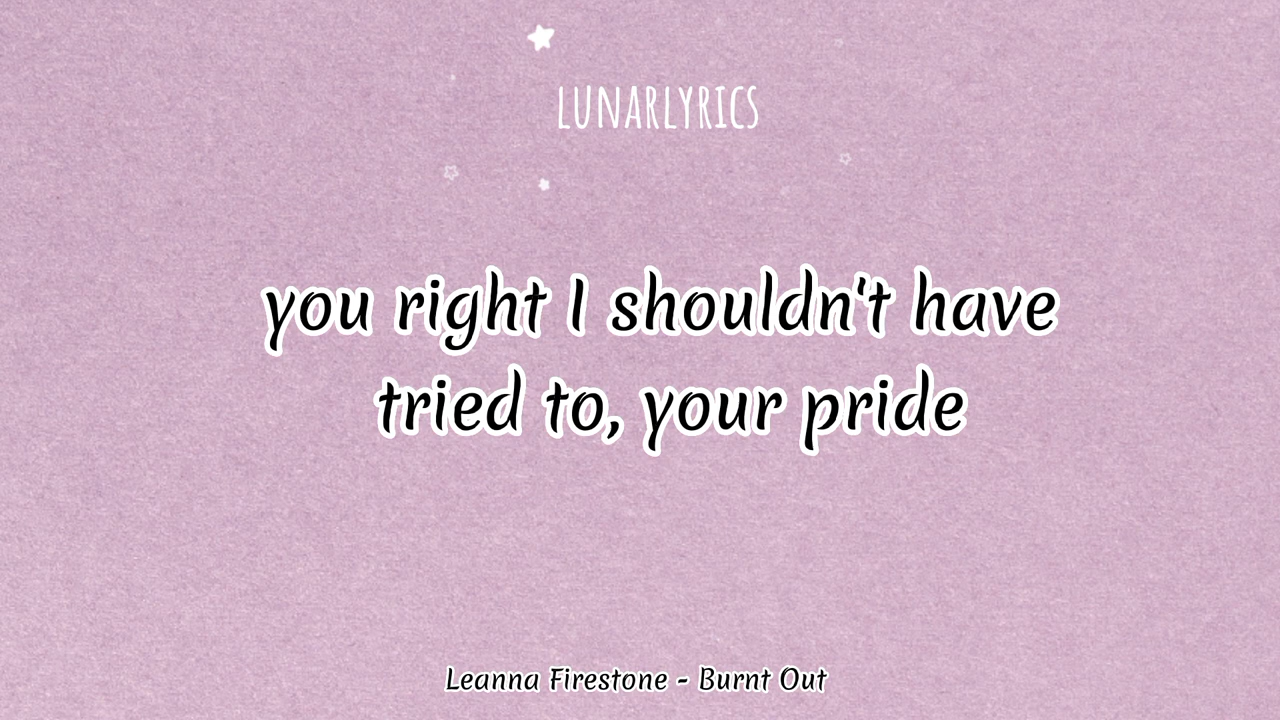 LUNARLYRICS
you right I shouldn't have
tried to, your pride
Leanna Firestone - Burnt Out